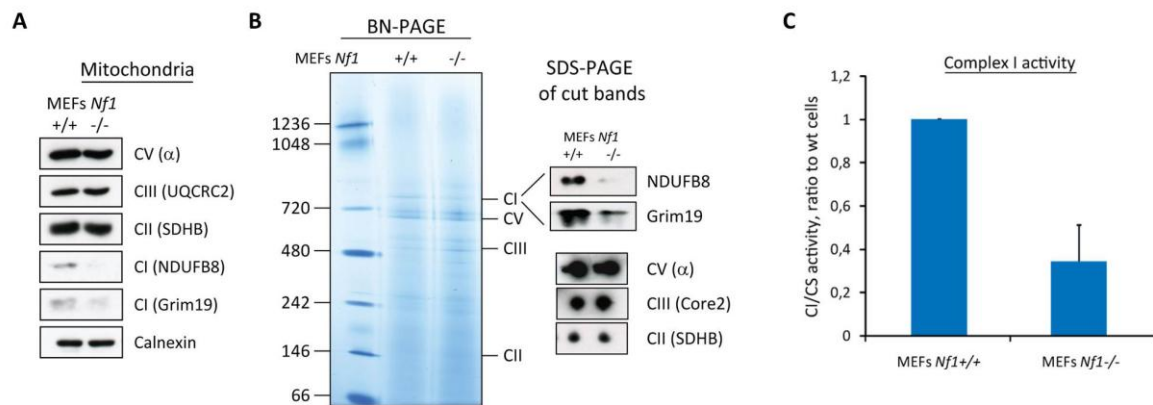 A
Mitochondria
MEFs Nf1
+/+ -/-
CV (α)
CIII (UQCRC2)
CII (SDHB)
CI (NDUFB8)
CI (Grim19)
Calnexin
B
BN-PAGE
MEFs Nf1 +/+ -/-
1236
1048
720
480
242
146
66
CI
CV
CIII
CII
SDS-PAGE
of cut bands
MEFs Nf1
+/+ -/-
NDUFB8
Grim19
CV (α)
CIII (Core2)
CII (SDHB)
C
Complex I activity
CI/CS activity, ratio to wt cells
1,2
1
0,8
0,6
0,4
0,2
0
MEFs Nf1+/+ MEFs Nf1-/-